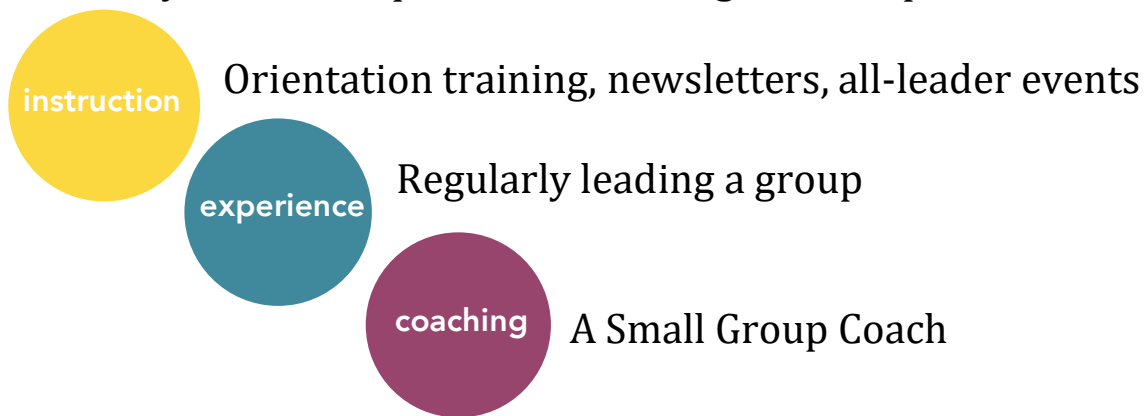 instruction
Orientation training, newsletters, all-leader events
experience
Regularly leading a group
coaching
A Small Group Coach